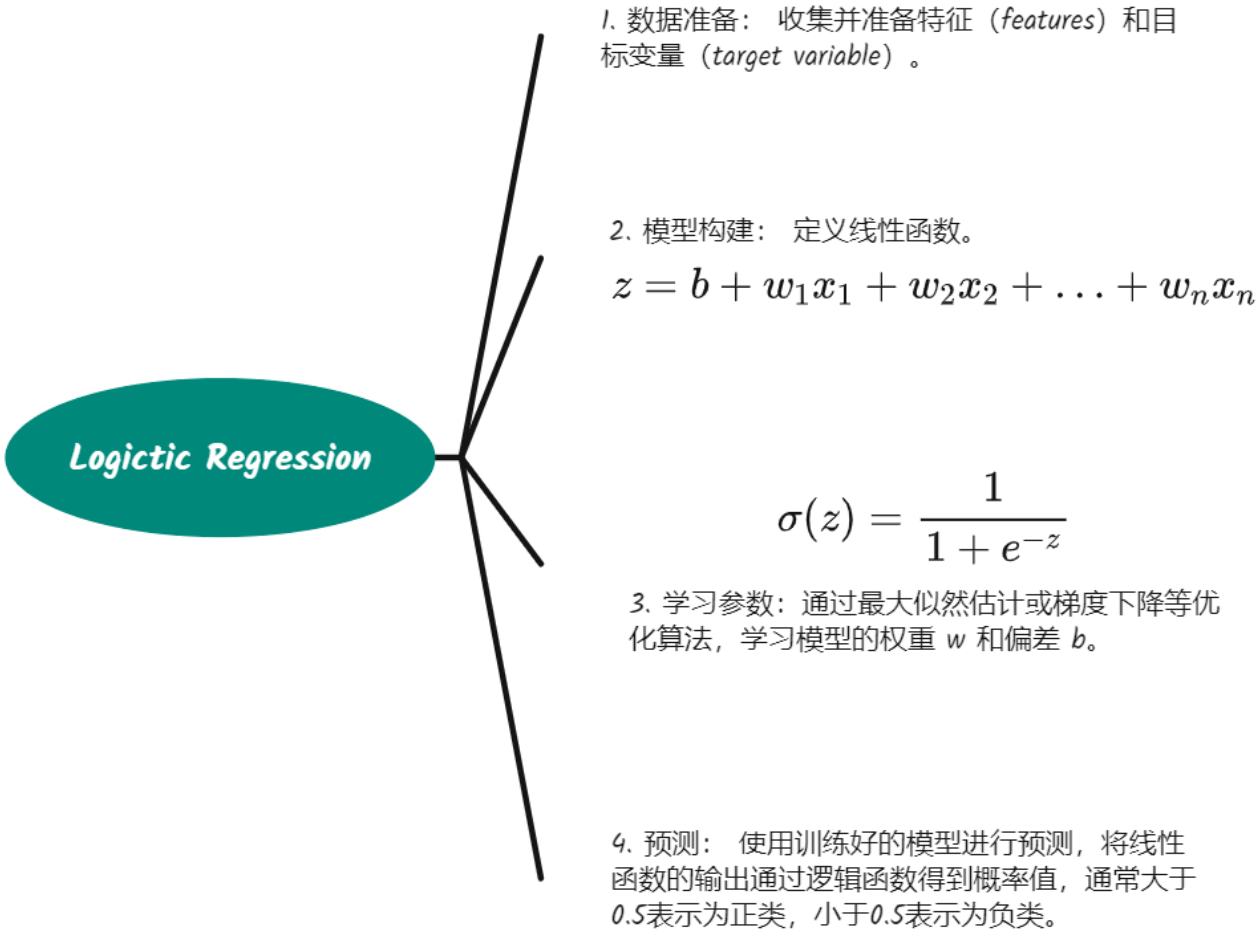 1. 数据准备： 收集并准备特征（features）和目
标变量（target variable）。
2. 模型构建： 定义线性函数。
z = b + w₁x₁ + w₂x₂ + . . . + wₙxₙ
Logictic Regression
σ(z) = 1 / (1 + e^{-z})
3. 学习参数：通过最大似然估计或梯度下降等优
化算法，学习模型的权重 w 和偏差 b。
4. 预测： 使用训练好的模型进行预测，将线性
函数的输出通过逻辑函数得到概率值，通常大于
0.5表示为正类，小于0.5表示为负类。